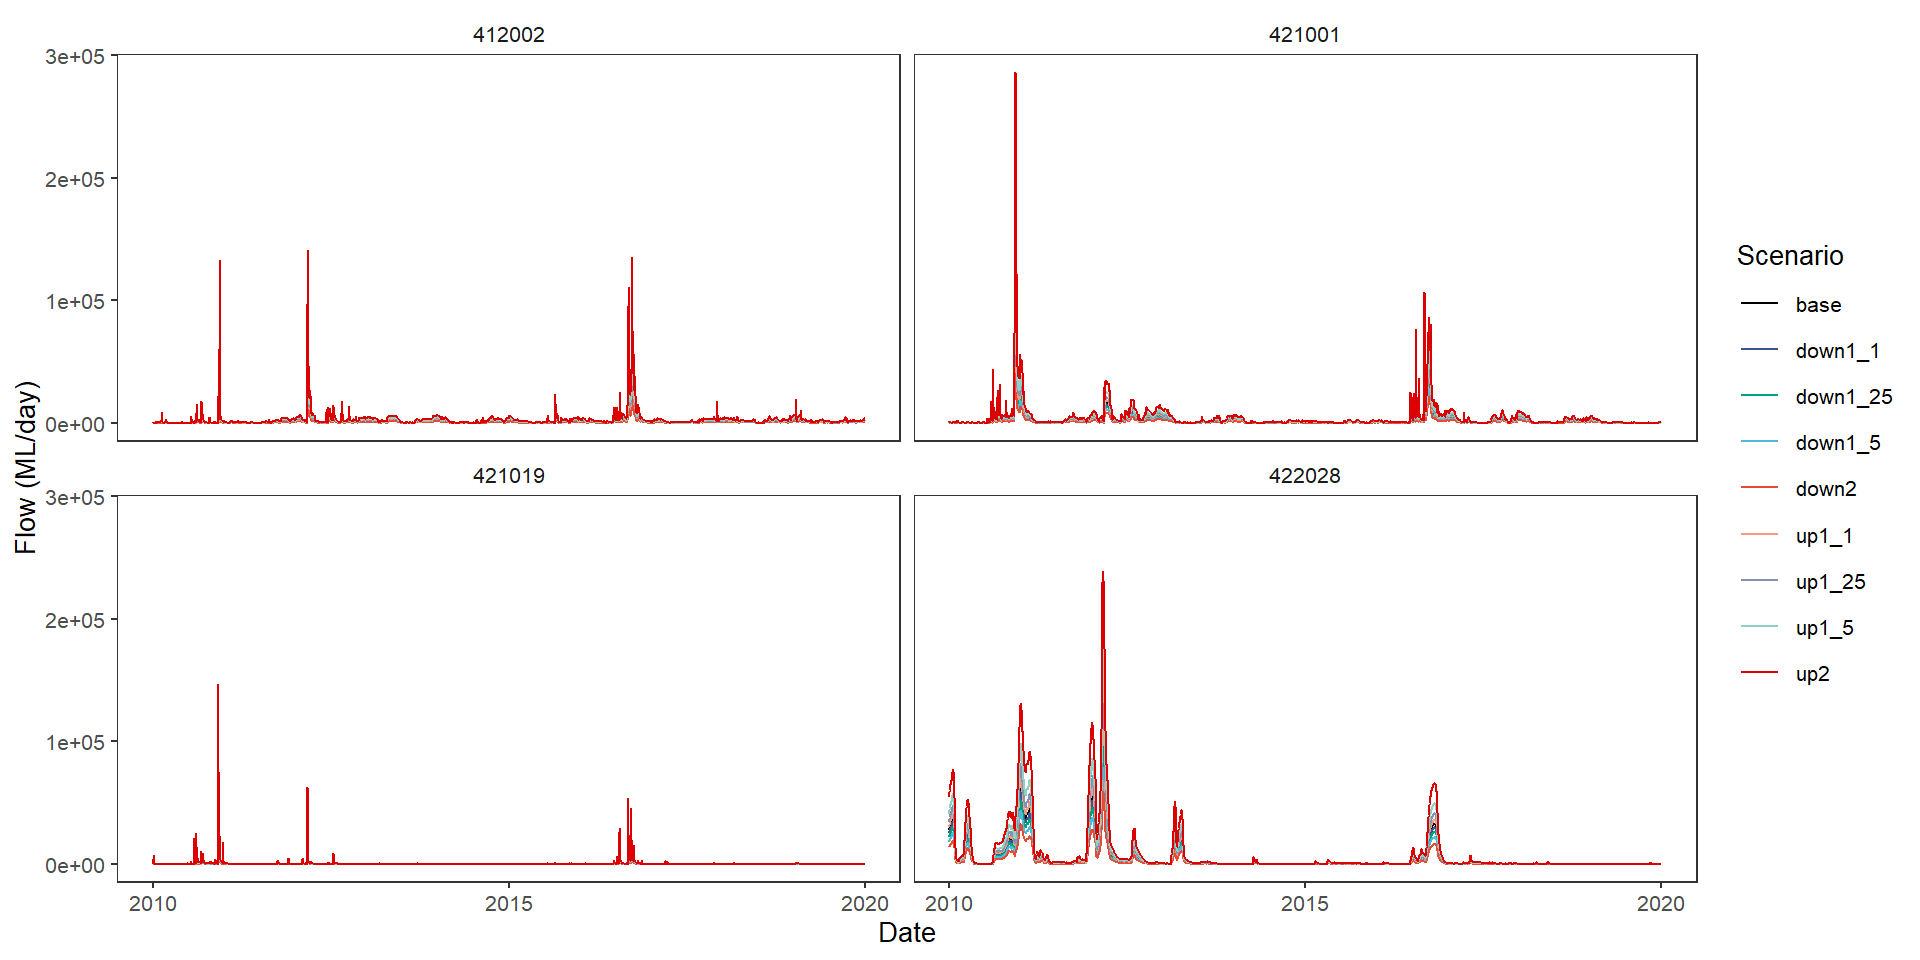 412002
421001
3e+05
2e+05
1e+05
0e+00
421019
422028
3e+05
2e+05
1e+05
0e+00
2010
2015
2020
2010
2015
2020
Date
Flow (ML/day)
Scenario
base
down1_1
down1_25
down1_5
down2
up1_1
up1_25
up1_5
up2